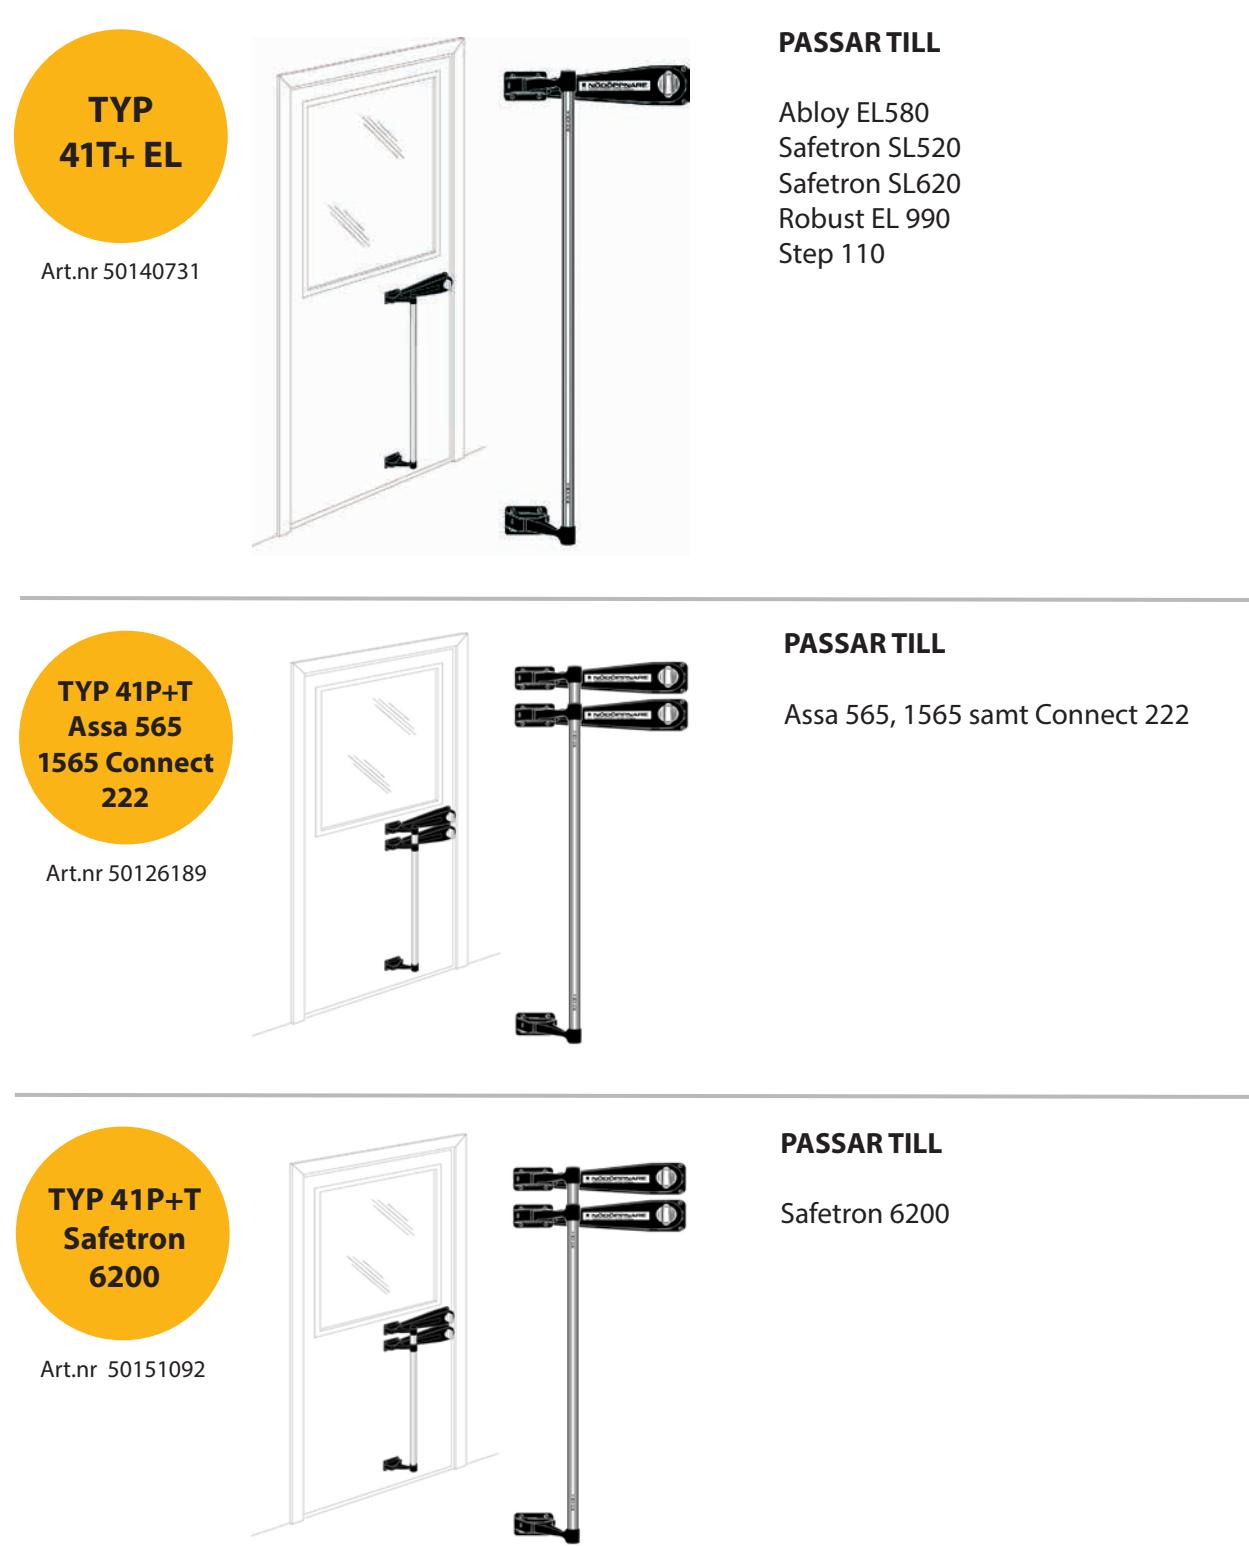 TYP
41T+ EL
Art.nr 50140731
NÖDÖPPNARE
PASSAR TILL
Abloy EL580
Safetron SL520
Safetron SL620
Robust EL 990
Step 110
TYP 41P+T
Assa 565
1565 Connect
222
Art.nr 50126189
NÖDÖPPNARE
NÖDÖPPNARE
PASSAR TILL
Assa 565, 1565 samt Connect 222
TYP 41P+T
Safetron
6200
Art.nr 50151092
NÖDÖPPNARE
NÖDÖPPNARE
PASSAR TILL
Safetron 6200